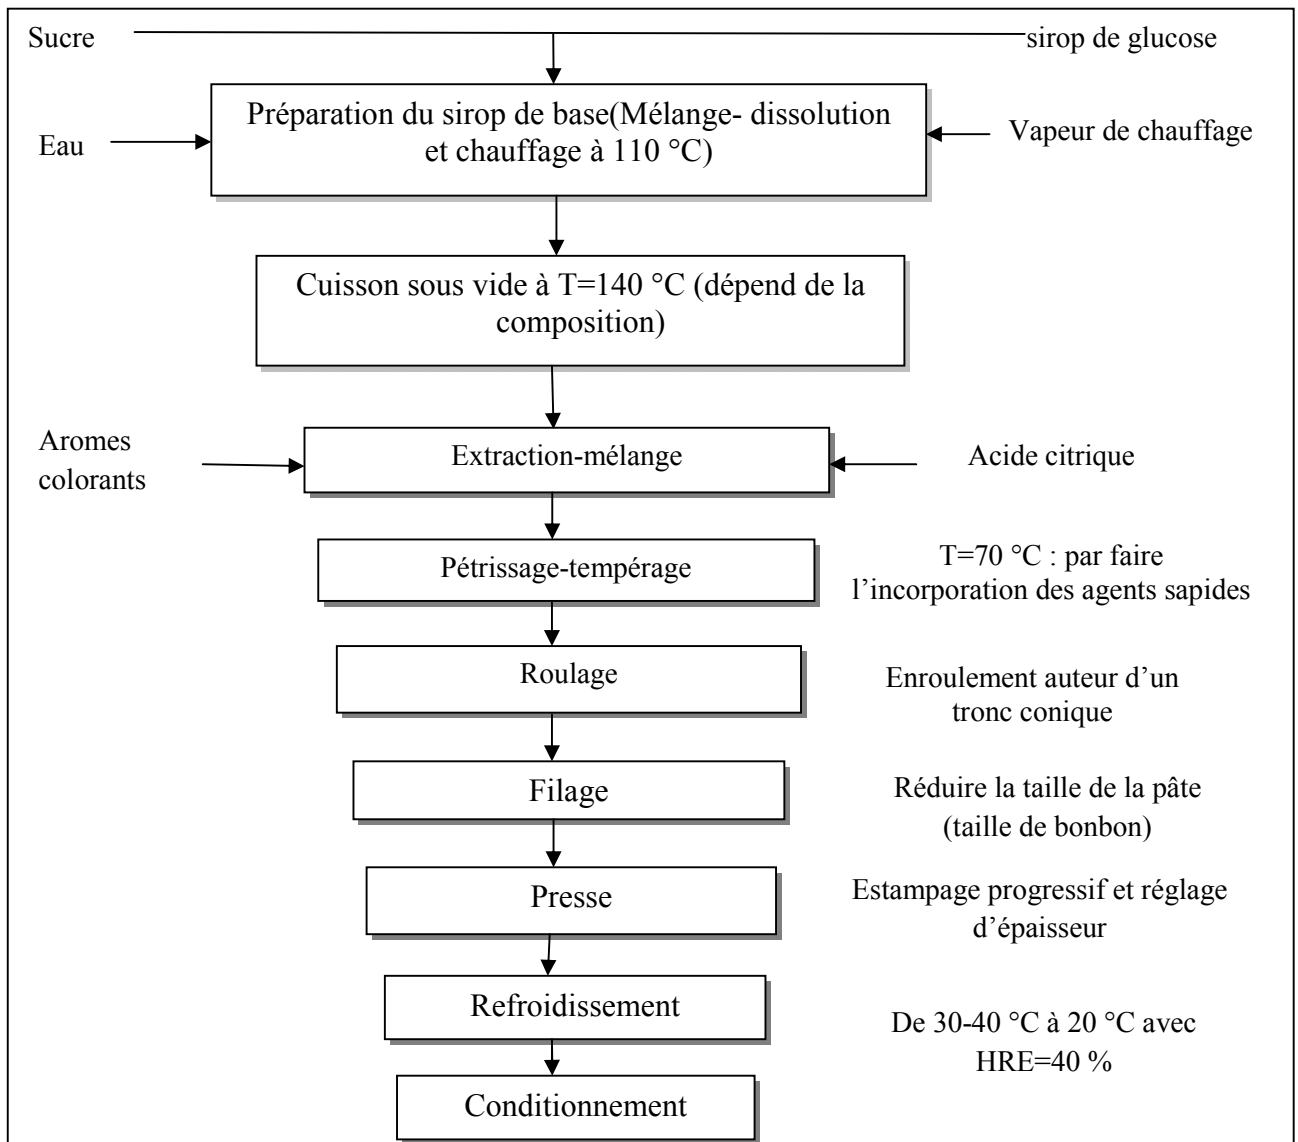 Sucre
sirop de glucose
Préparation du sirop de base(Mélange- dissolution
et chauffage à 110 °C)
Eau
Vapeur de chauffage
Cuisson sous vide à T=140 °C (dépend de la
composition)
Aromes
colorants
Extraction-mélange
Acide citrique
Pétrissage-tempérage
T=70 °C : par faire
l’incorporation des agents sapides
Roulage
Enroulement auteur d’un
tronc conique
Filage
Réduire la taille de la pâte
(taille de bonbon)
Presse
Estampage progressif et réglage
d’épaisseur
Refroidissement
De 30-40 °C à 20 °C avec
HRE=40 %
Conditionnement